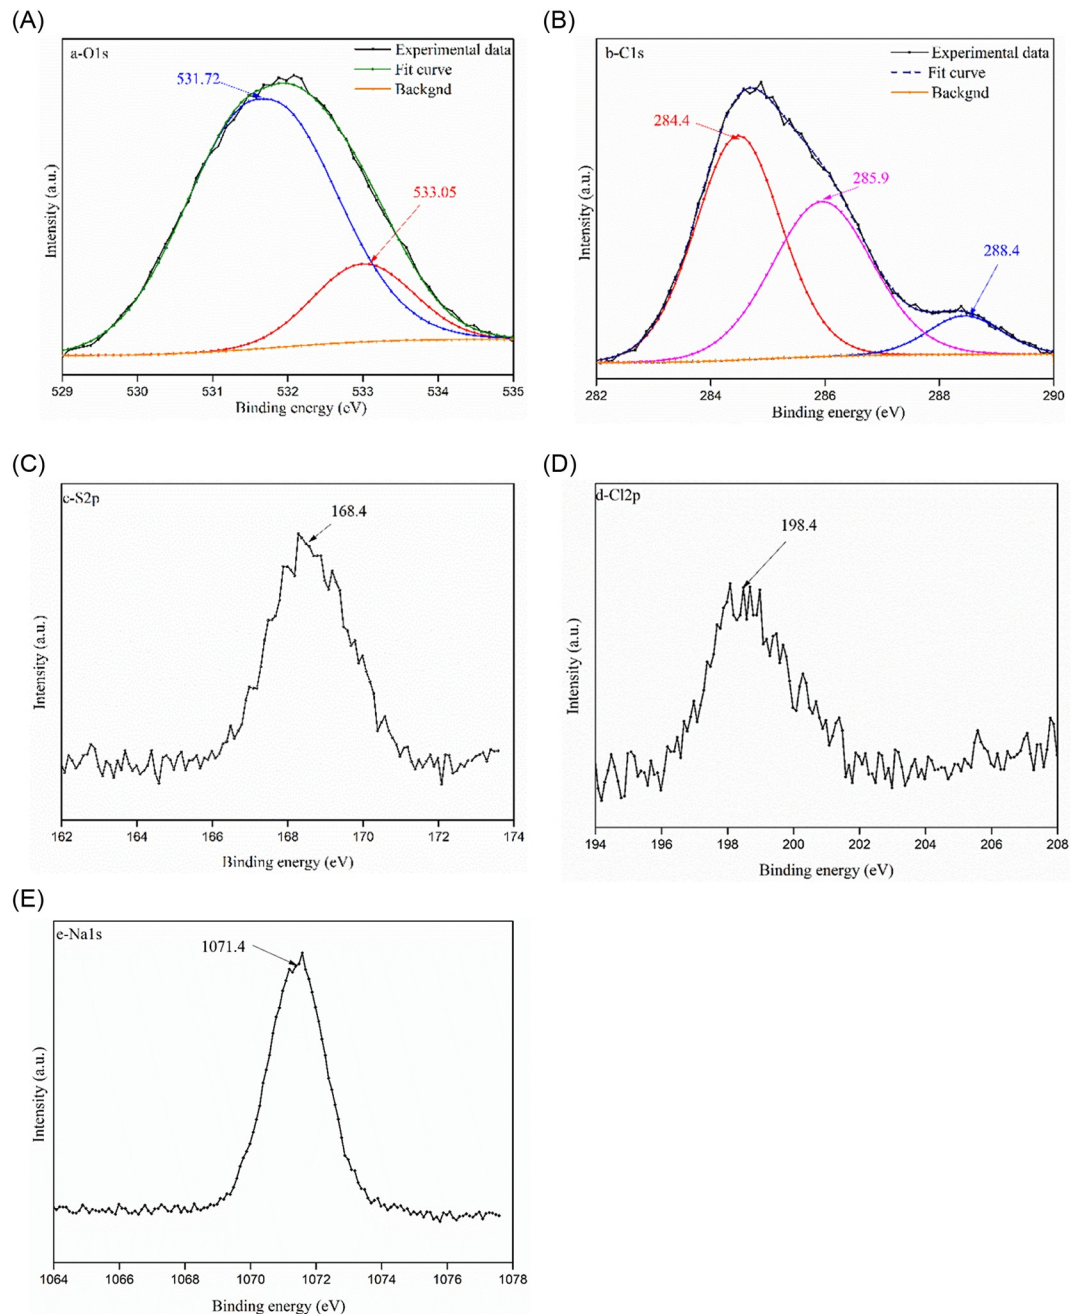 (A)
a-O1s
Experimental data
Fit curve
Backgnd
531.72
533.05
Intensity (a.u.)
529 530 531 532 533 534 535
Binding energy (eV)
(B)
b-C1s
Experimental data
Fit curve
Backgnd
284.4
285.9
288.4
Intensity (a.u.)
282 284 286 288 290
Binding energy (eV)
(C)
c-S2p
168.4
Intensity (a.u.)
162 164 166 168 170 172 174
Binding energy (eV)
(D)
d-Cl2p
198.4
Intensity (a.u.)
194 196 198 200 202 204 206 208
Binding energy (eV)
(E)
e-Na1s
1071.4
Intensity (a.u.)
1064 1066 1068 1070 1072 1074 1076 1078
Binding energy (eV)